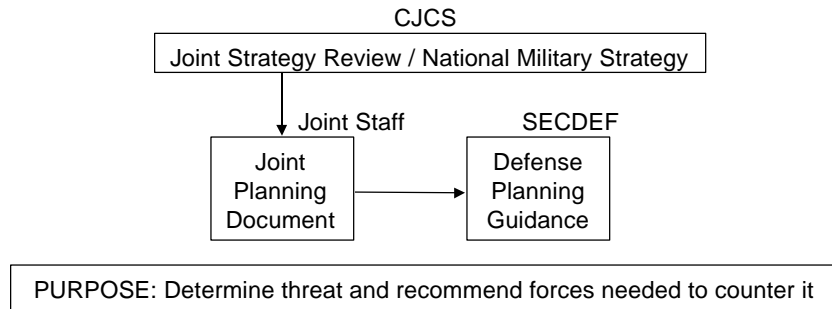 CJCS
Joint Strategy Review / National Military Strategy
Joint Staff
SECDEF
Joint
Planning
Document
Defense
Planning
Guidance
PURPOSE: Determine threat and recommend forces needed to counter it